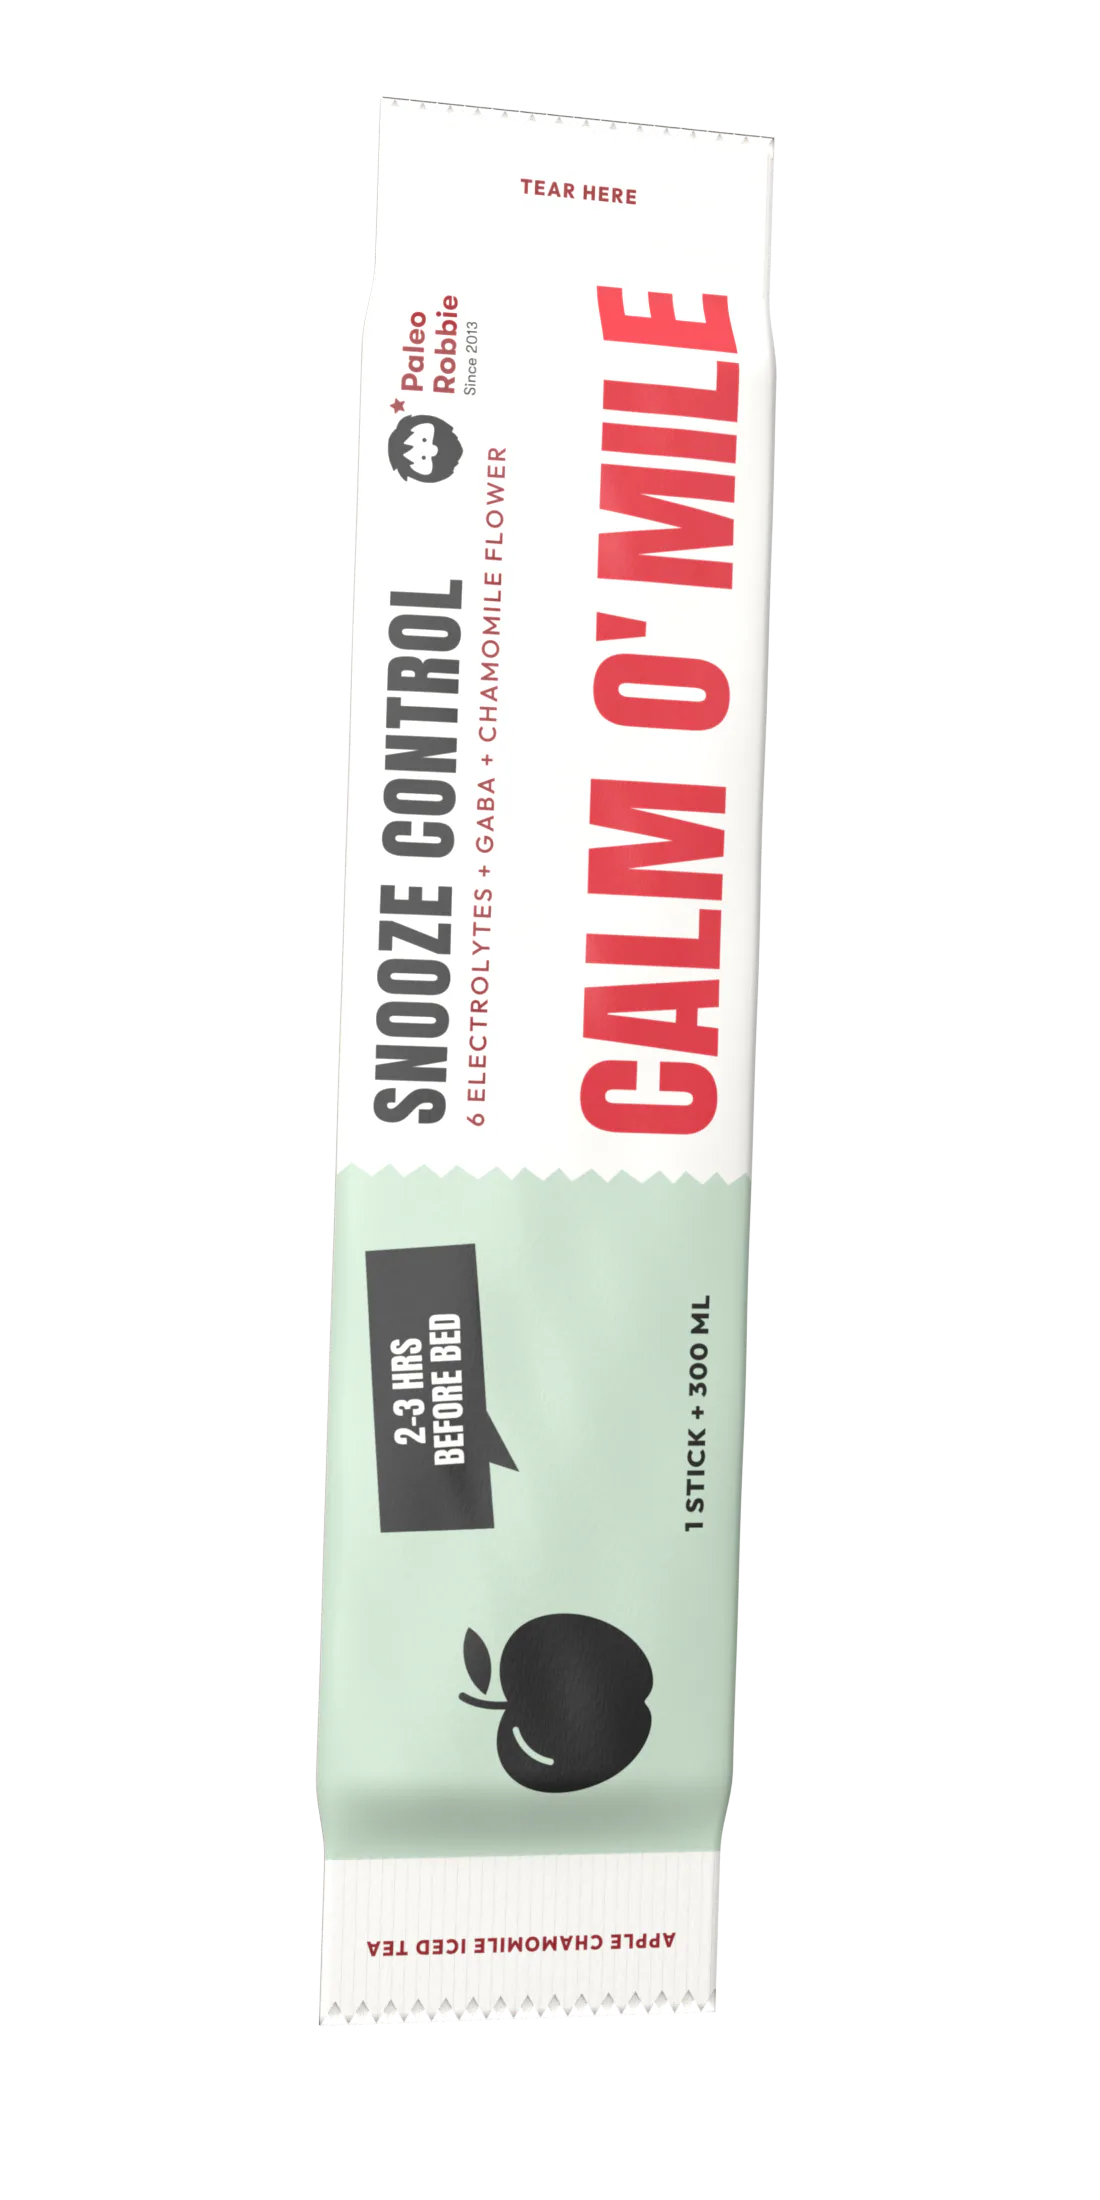 TEAR HERE
Paleo
Robbie
Since 2013
SNOOZE CONTROL
6 ELECTROLYTES + GABA + CHAMOMILE FLOWER
CALM O' MILE
2-3 HRS
BEFORE BED
1 STICK + 300 ML
APPLE CHAMOMILE ICED TEA